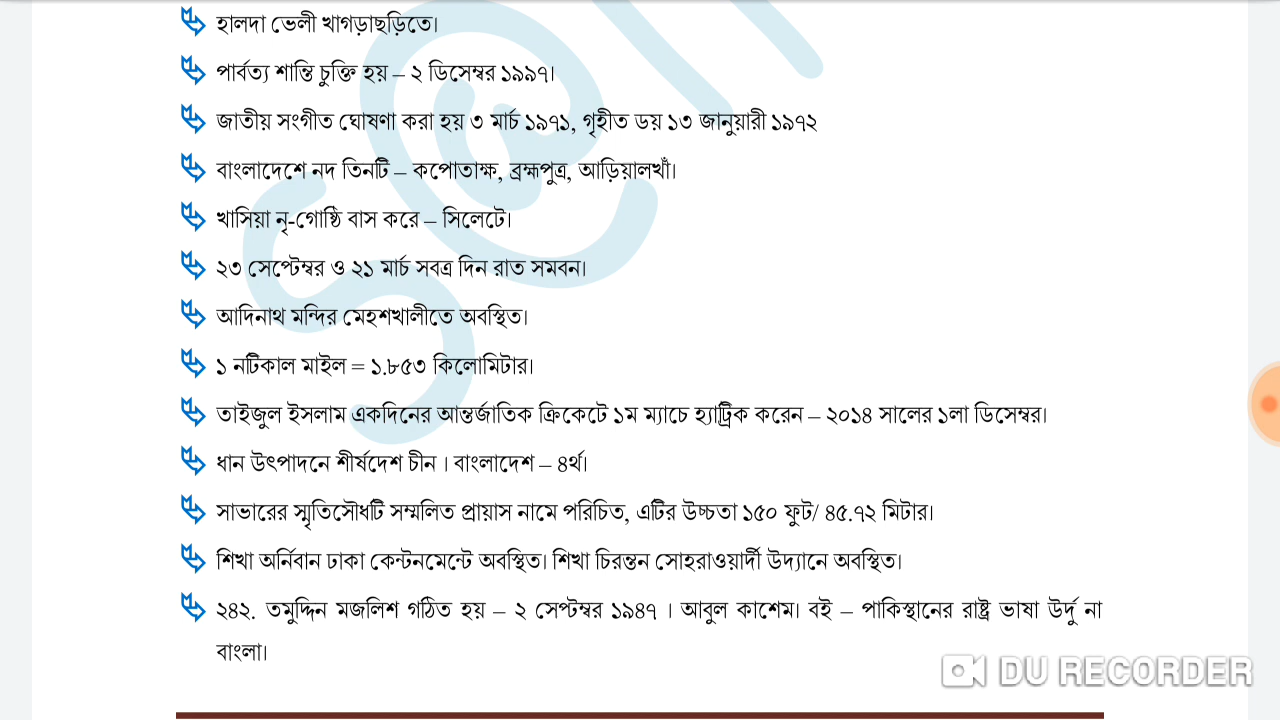 হালদা ভেলী খাগড়াছড়িতে।
পার্বত্য শান্তি চুক্তি হয় – ২ ডিসেম্বর ১৯৯৭।
জাতীয় সংগীত ঘোষণা করা হয় ৩ মার্চ ১৯৭১, গৃহীত ডয় ১৩ জানুয়ারী ১৯৭২
বাংলাদেশে নদ তিনটি – কপোতাক্ষ, ব্রহ্মপুত্র, আড়িয়ালখাঁ।
খাসিয়া নৃ-গোষ্ঠি বাস করে – সিলেটে।
২৩ সেপ্টেম্বর ও ২১ মার্চ সবত্র দিন রাত সমবন।
আদিনাথ মন্দির মেহশখালীতে অবস্থিত।
১ নটিকাল মাইল = ১.৮৫৩ কিলোমিটার।
তাইজুল ইসলাম একদিনের আন্তর্জাতিক ক্রিকেটে ১ম ম্যাচে হ্যাট্রিক করেন – ২০১৪ সালের ১লা ডিসেম্বর।
ধান উৎপাদনে শীর্ষদেশ চীন । বাংলাদেশ – ৪র্থ।
সাভারের স্মৃতিসৌধটি সম্মলিত প্রায়াস নামে পরিচিত, এটির উচ্চতা ১৫০ ফুট/ ৪৫.৭২ মিটার।
শিখা অর্নিবান ঢাকা কেন্টনমেন্টে অবস্থিত। শিখা চিরন্তন সোহরাওয়ার্দী উদ্যানে অবস্থিত।
২৪২. তমুদ্দিন মজলিশ গঠিত হয় – ২ সেপ্টম্বর ১৯৪৭ । আবুল কাশেম। বই – পাকিস্থানের রাষ্ট্র ভাষা উর্দু না
বাংলা।
DU RECORDER